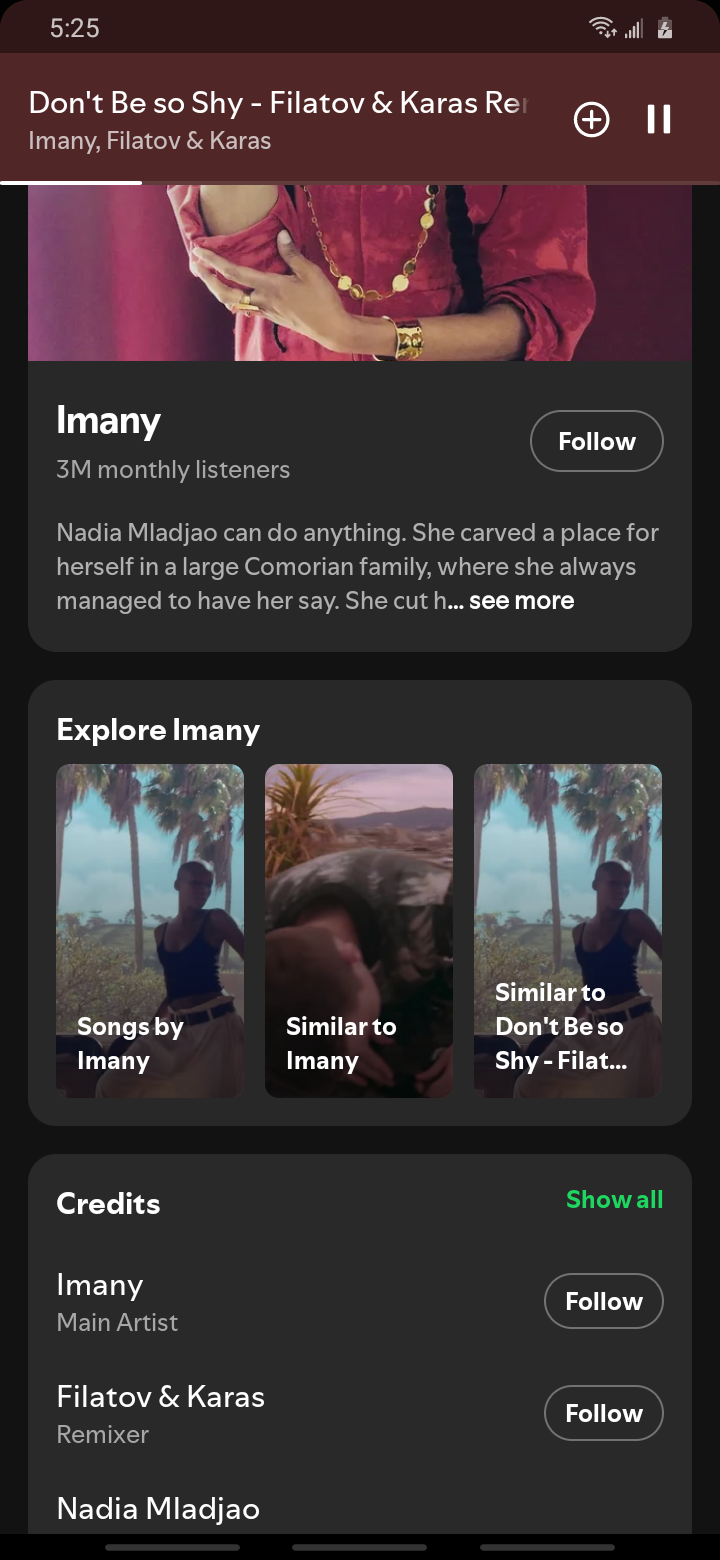 5:25
Don't Be so Shy - Filatov & Karas Rer
Imany, Filatov & Karas
Imany
Follow
3M monthly listeners
Nadia Mladjao can do anything. She carved a place for
herself in a large Comorian family, where she always
managed to have her say. She cut h... see more
Explore Imany
Songs by
Imany
Similar to
Imany
Similar to
Don't Be so
Shy - Filat...
Credits
Show all
Imany
Follow
Main Artist
Filatov & Karas
Follow
Remixer
Nadia Mladjao